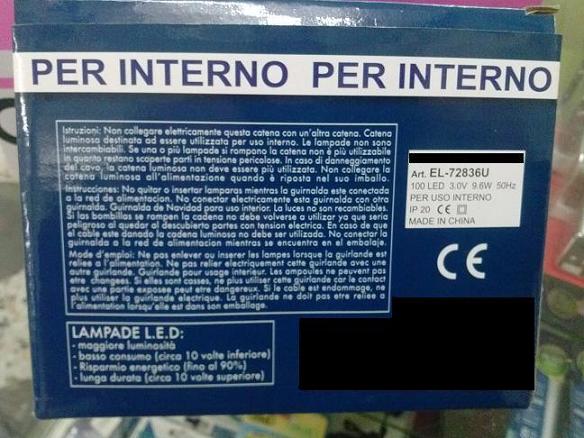 PER INTERNO PER INTERNO
Istruzioni: Non collegare elettricamente questa catena con un'altra catena. Catena
luminosa destinata ad essere utilizzata per uso interno. Le lampade non sono
intercambiabili. Se una o più lampade si rompono la catena non è più utilizzabile
in quanto restano scoperte parti in tensione pericolose. In caso di danneggiamento
del cavo, la catena luminosa non deve essere più utilizzata. Non collegare la
catena luminosa all'alimentazione quando è riposta nel suo imballo.
Instrucciones: No quitar o insertar lamparas mientras la guirnalda este conectada
a la red de alimentacion. No conectar electricamente esta guirnalda con otra
guirnalda. Guirnalda para uso interior. La luces no son recambiables.
Si las bombillas se rompen la cadena no debe volverse a utilizar ya que seria
peligroso al quedar al descubierto partes con tension electrica. En caso de que
el cable este danado la cadena luminosa no debe ser utilizada. No conectar la
guirnalda a la red de alimentacion mientras se encuentra en el embalaje.
Mode d'emploi: Ne pas enlever ou inserer les lampes lorsque la guirlande est
reliee a l'alimentation. Ne pas relier electriquement cette guirlande avec une
autre guirlande. Guirlande pour usage interieur. Les ampoules ne peuvent pas
etre changees. Si elles sont casses, ne plus utiliser cette guirlande car le contact
avec une partie exposee peut etre dangereux. Si le cable est endommage, ne
plus utiliser la guirlande electrique. La guirlande ne doit pas etre reliee a
l'alimentation lorsqu'elle est dans son emballage.
Art. EL-72836U
100 LED 3.0V 9.6W 50Hz
PER USO INTERNO
IP 20 CE
MADE IN CHINA
CE
LAMPADE L.E.D:
- maggiore luminosità
- basso consumo (circa 10 volte inferiore)
- Risparmio energetico (fino al 90%)
- lunga durata (circa 10 volte superiore)